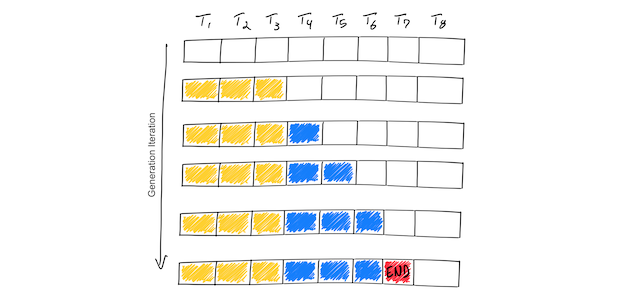 T1 T2 T3 T4 T5 T6 T7 T8
Generation Iteration
END